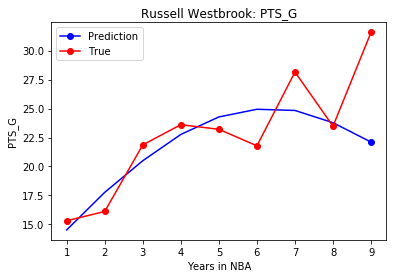 Russell Westbrook: PTS_G
Prediction
True
PTS_G
30.0
27.5
25.0
22.5
20.0
17.5
15.0
1 2 3 4 5 6 7 8 9
Years in NBA